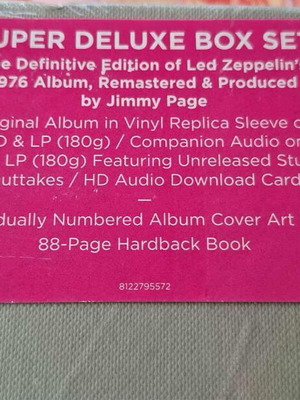 UPER DELUXE BOX SE
e Definitive Edition of Led Zeppelin's
976 Album, Remastered & Produced
by Jimmy Page
ginal Album in Vinyl Replica Sleeve o
D & LP (180g) / Companion Audio on
LP (180g) Featuring Unreleased Stu
uttakes / HD Audio Download Card
—
dually Numbered Album Cover Art
88-Page Hardback Book
8122795572